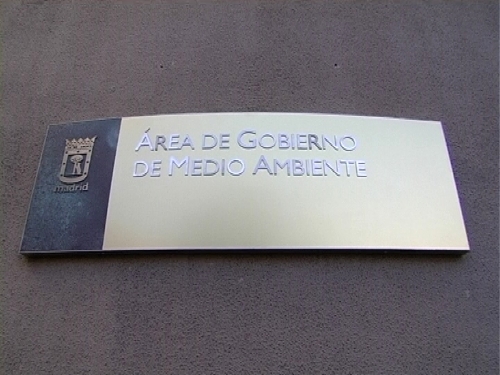 ÁREA DE GOBIERNO
DE MEDIO AMBIENTE
madrid